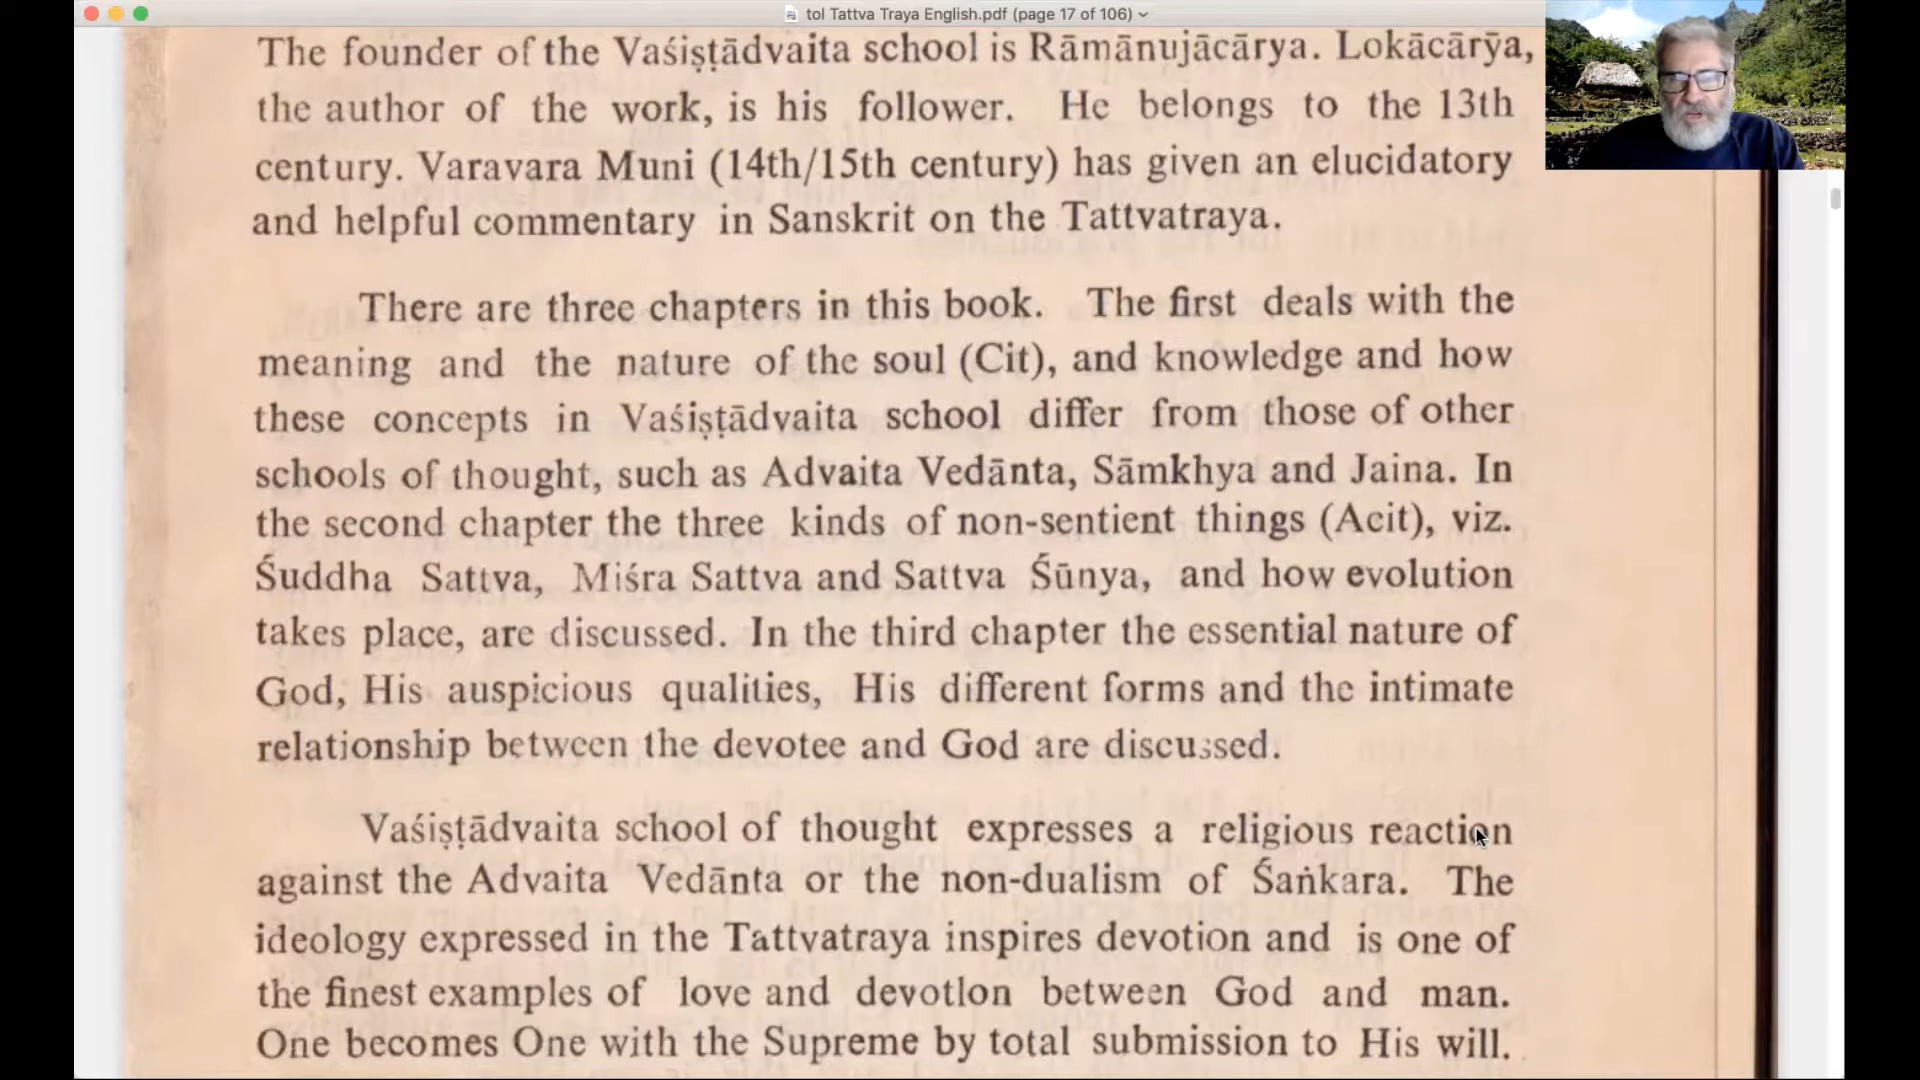 tol Tattva Traya English.pdf (page 17 of 106)
The founder of the Vaśiṣṭādvaita school is Rāmānujācārya. Lokācārȳa,
the author of the work, is his follower. He belongs to the 13th
century. Varavara Muni (14th/15th century) has given an elucidatory
and helpful commentary in Sanskrit on the Tattvatraya.
There are three chapters in this book. The first deals with the
meaning and the nature of the soul (Cit), and knowledge and how
these concepts in Vaśiṣṭādvaita school differ from those of other
schools of thought, such as Advaita Vedānta, Sāmkhya and Jaina. In
the second chapter the three kinds of non-sentient things (Acit), viz.
Śuddha Sattva, Miśra Sattva and Sattva Śūnya, and how evolution
takes place, are discussed. In the third chapter the essential nature of
God, His auspicious qualities, His different forms and the intimate
relationship between the devotee and God are discussed.
Vaśiṣṭādvaita school of thought expresses a religious reaction
against the Advaita Vedānta or the non-dualism of Śaṅkara. The
ideology expressed in the Tattvatraya inspires devotion and is one of
the finest examples of love and devotlon between God and man.
One becomes One with the Supreme by total submission to His will.